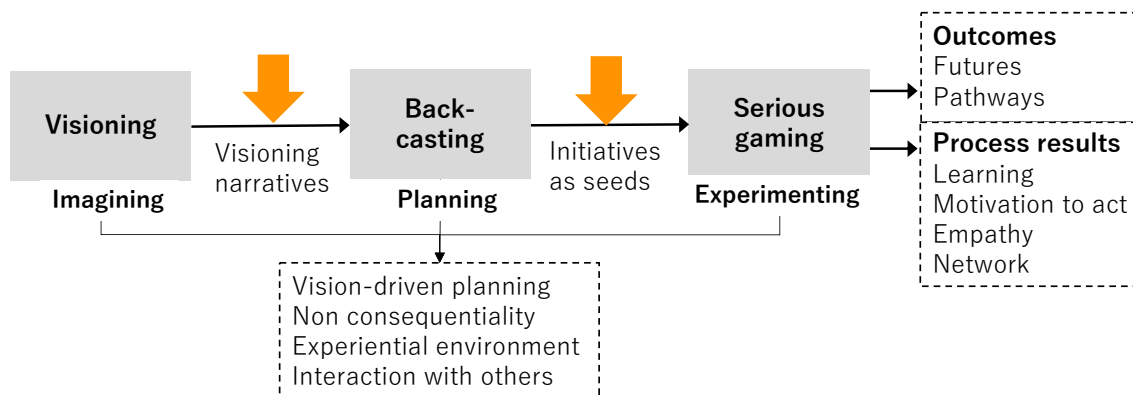 Visioning
Imagining
Visioning
narratives
Back-
casting
Planning
Initiatives
as seeds
Serious
gaming
Experimenting
Outcomes
Futures
Pathways
Process results
Learning
Motivation to act
Empathy
Network
Vision-driven planning
Non consequentiality
Experiential environment
Interaction with others